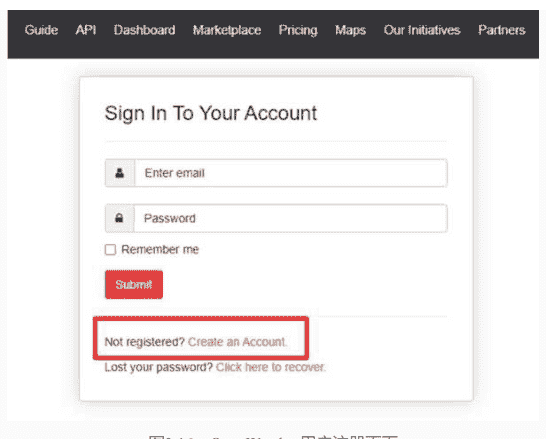 Guide API Dashboard Marketplace Pricing Maps Our Initiatives Partners
Sign In To Your Account
Enter email
Password
Remember me
Submit
Not registered? Create an Account.
Lost your password? Click here to recover.